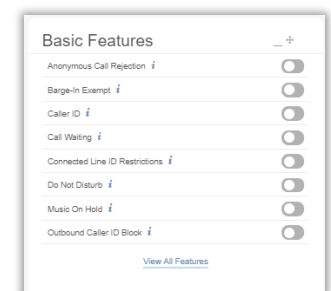 Basic Features
Anonymous Call Rejection i
Barge-In Exempt i
Caller ID i
Call Waiting i
Connected Line ID Restrictions i
Do Not Disturb i
Music On Hold i
Outbound Caller ID Block i
View All Features